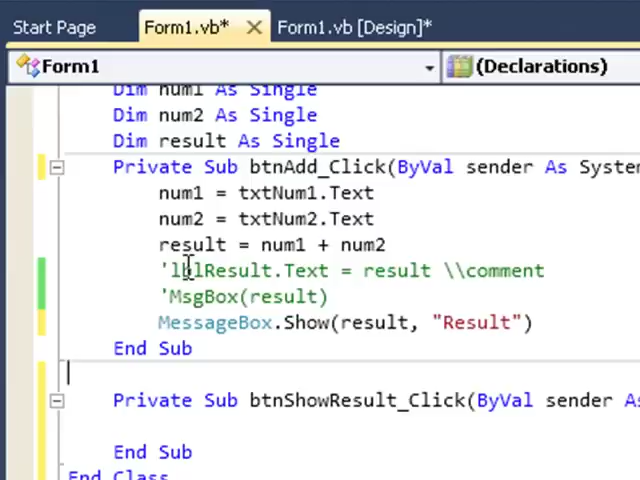 Start Page Form1.vb* Form1.vb [Design]*
Form1 (Declarations)
Dim num1 As Single
Dim num2 As Single
Dim result As Single
Private Sub btnAdd_Click(ByVal sender As System
num1 = txtNum1.Text
num2 = txtNum2.Text
result = num1 + num2
'lblResult.Text = result \\comment
'MsgBox(result)
MessageBox.Show(result, "Result")
End Sub
Private Sub btnShowResult_Click(ByVal sender As
End Sub
End Class